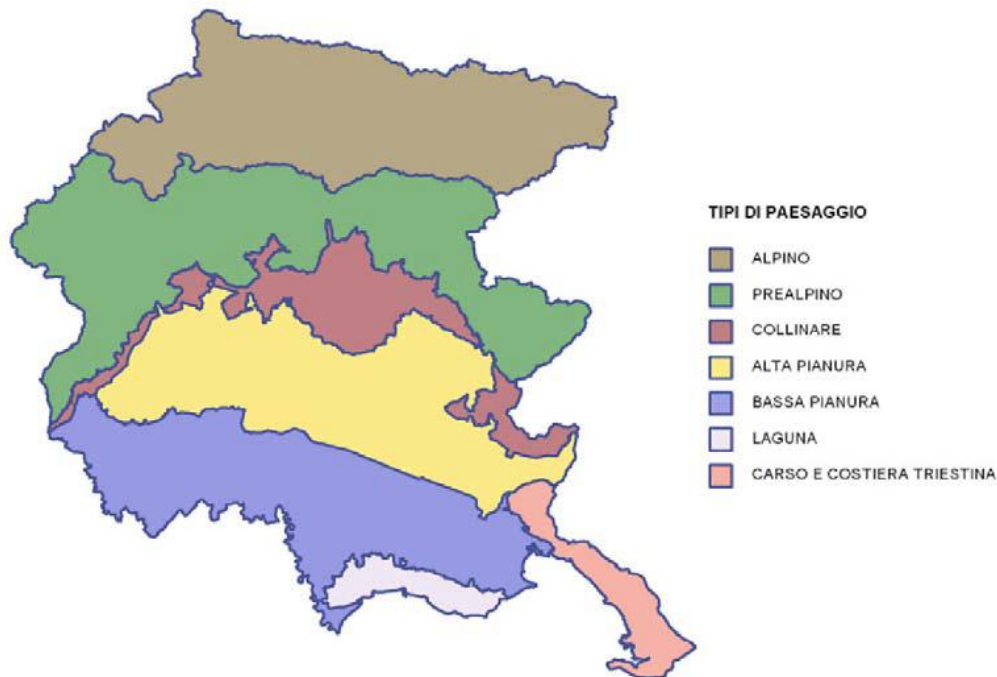 TIPI DI PAESAGGIO
ALPINO
PREALPINO
COLLINARE
ALTA PIANURA
BASSA PIANURA
LAGUNA
CARSO E COSTIERA TRIESTINA